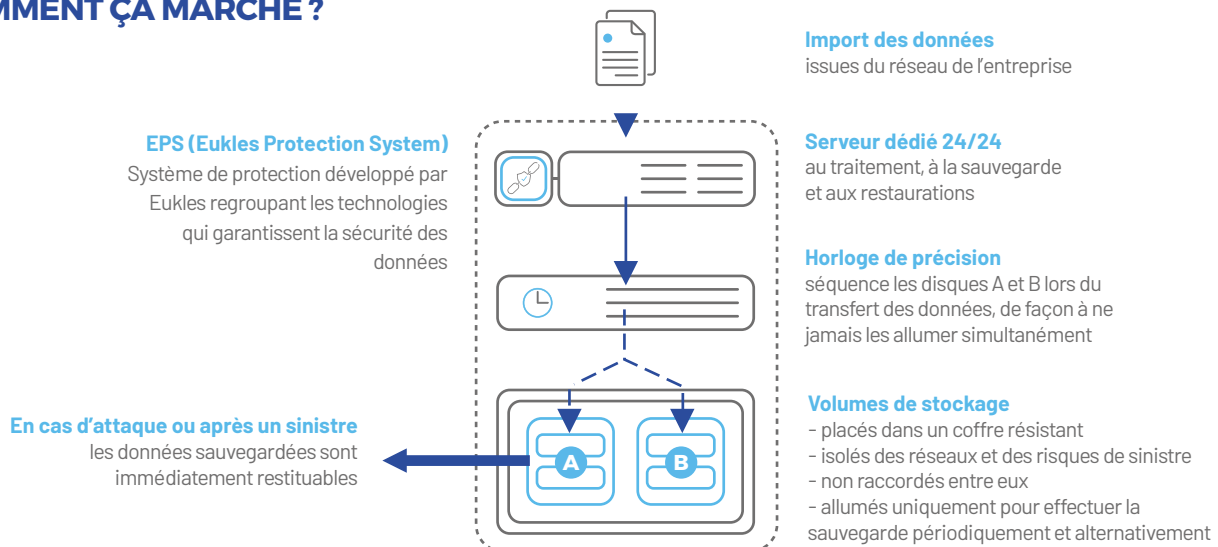 MMENT ÇA MARCHE ?
Import des données
issues du réseau de l'entreprise
EPS (Eukles Protection System)
Système de protection développé par
Eukles regroupant les technologies
qui garantissent la sécurité des
données
Serveur dédié 24/24
au traitement, à la sauvegarde
et aux restaurations
Horloge de précision
séquence les disques A et B lors du
transfert des données, de façon à ne
jamais les allumer simultanément
En cas d'attaque ou après un sinistre
les données sauvegardées sont
immédiatement restituables
A
B
Volumes de stockage
- placés dans un coffre résistant
- isolés des réseaux et des risques de sinistre
- non raccordés entre eux
- allumés uniquement pour effectuer la
sauvegarde périodiquement et alternativement